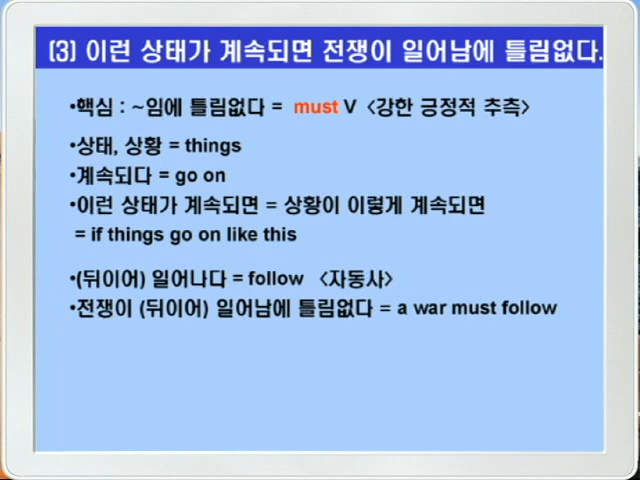 (3) 이런 상태가 계속되면 전쟁이 일어남에 틀림없다.
•핵심 : ~임에 틀림없다 = must V <강한 긍정적 추측>
•상태, 상황 = things
•계속되다 = go on
•이런 상태가 계속되면 = 상황이 이렇게 계속되면
= if things go on like this
•(뒤이어) 일어나다 = follow <자동사>
•전쟁이 (뒤이어) 일어남에 틀림없다 = a war must follow